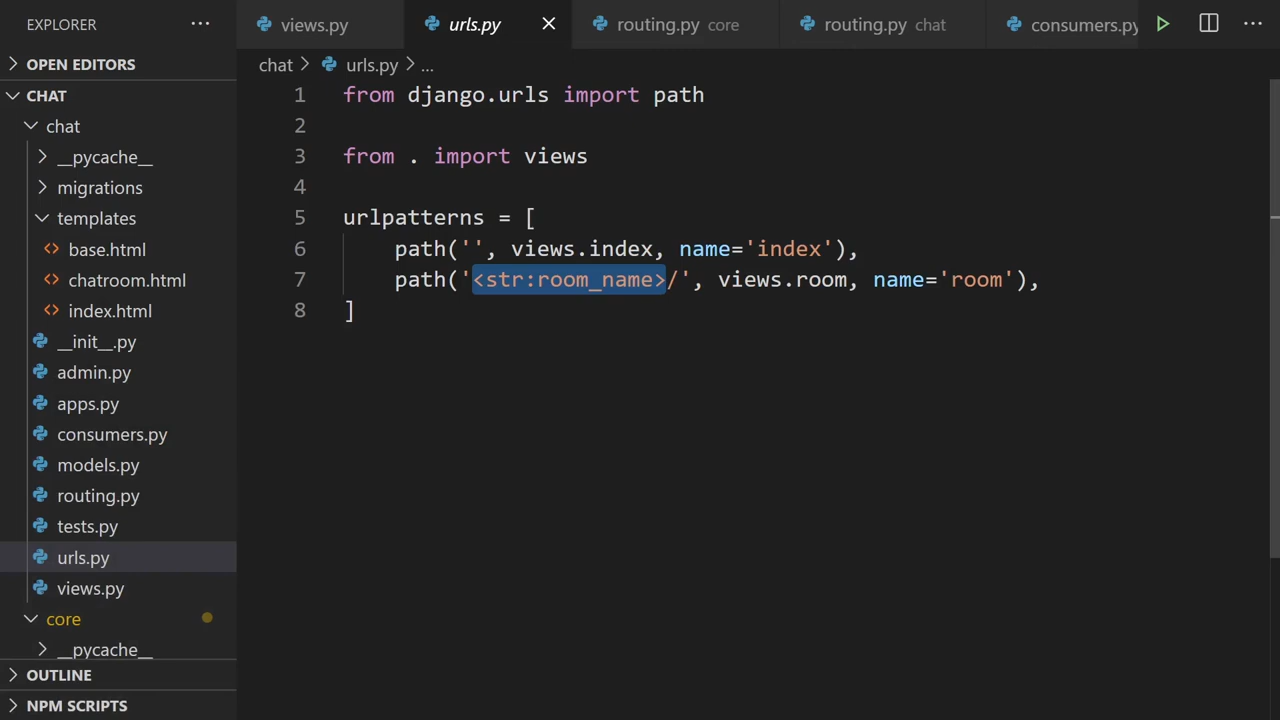 EXPLORER
OPEN EDITORS
CHAT
chat
__pycache__
migrations
templates
base.html
chatroom.html
index.html
__init__.py
admin.py
apps.py
consumers.py
models.py
routing.py
tests.py
urls.py
views.py
core
__pycache__
OUTLINE
NPM SCRIPTS
views.py urls.py routing.py core routing.py chat consumers.py
chat > urls.py > ...
1 from django.urls import path
2
3 from . import views
4
5 urlpatterns = [
6 path('', views.index, name='index'),
7 path('<str:room_name>/', views.room, name='room'),
8 ]